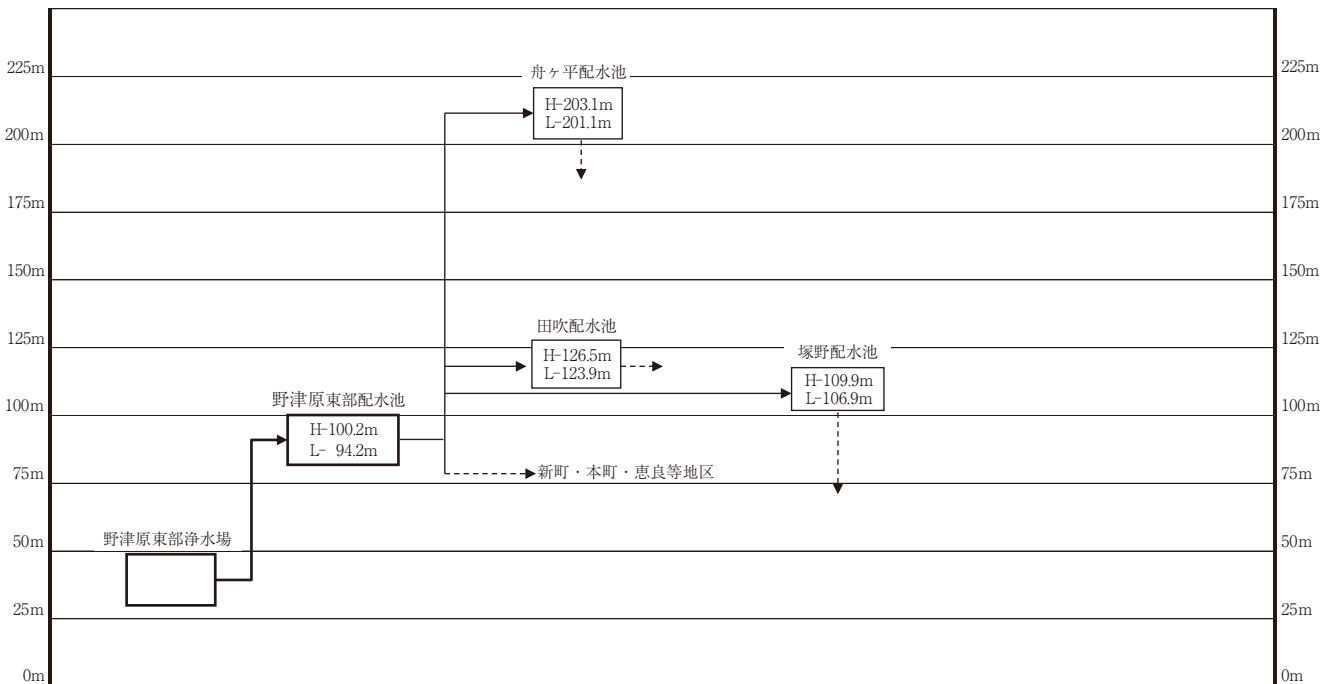 225m
225m
舟ヶ平配水池
H-203.1m
L-201.1m
200m
200m
175m
175m
150m
150m
125m
125m
田吹配水池
H-126.5m
L-123.9m
塚野配水池
H-109.9m
L-106.9m
100m
100m
野津原東部配水池
H-100.2m
L- 94.2m
75m
新町・本町・恵良等地区
75m
50m
野津原東部浄水場
50m
25m
25m
0m
0m